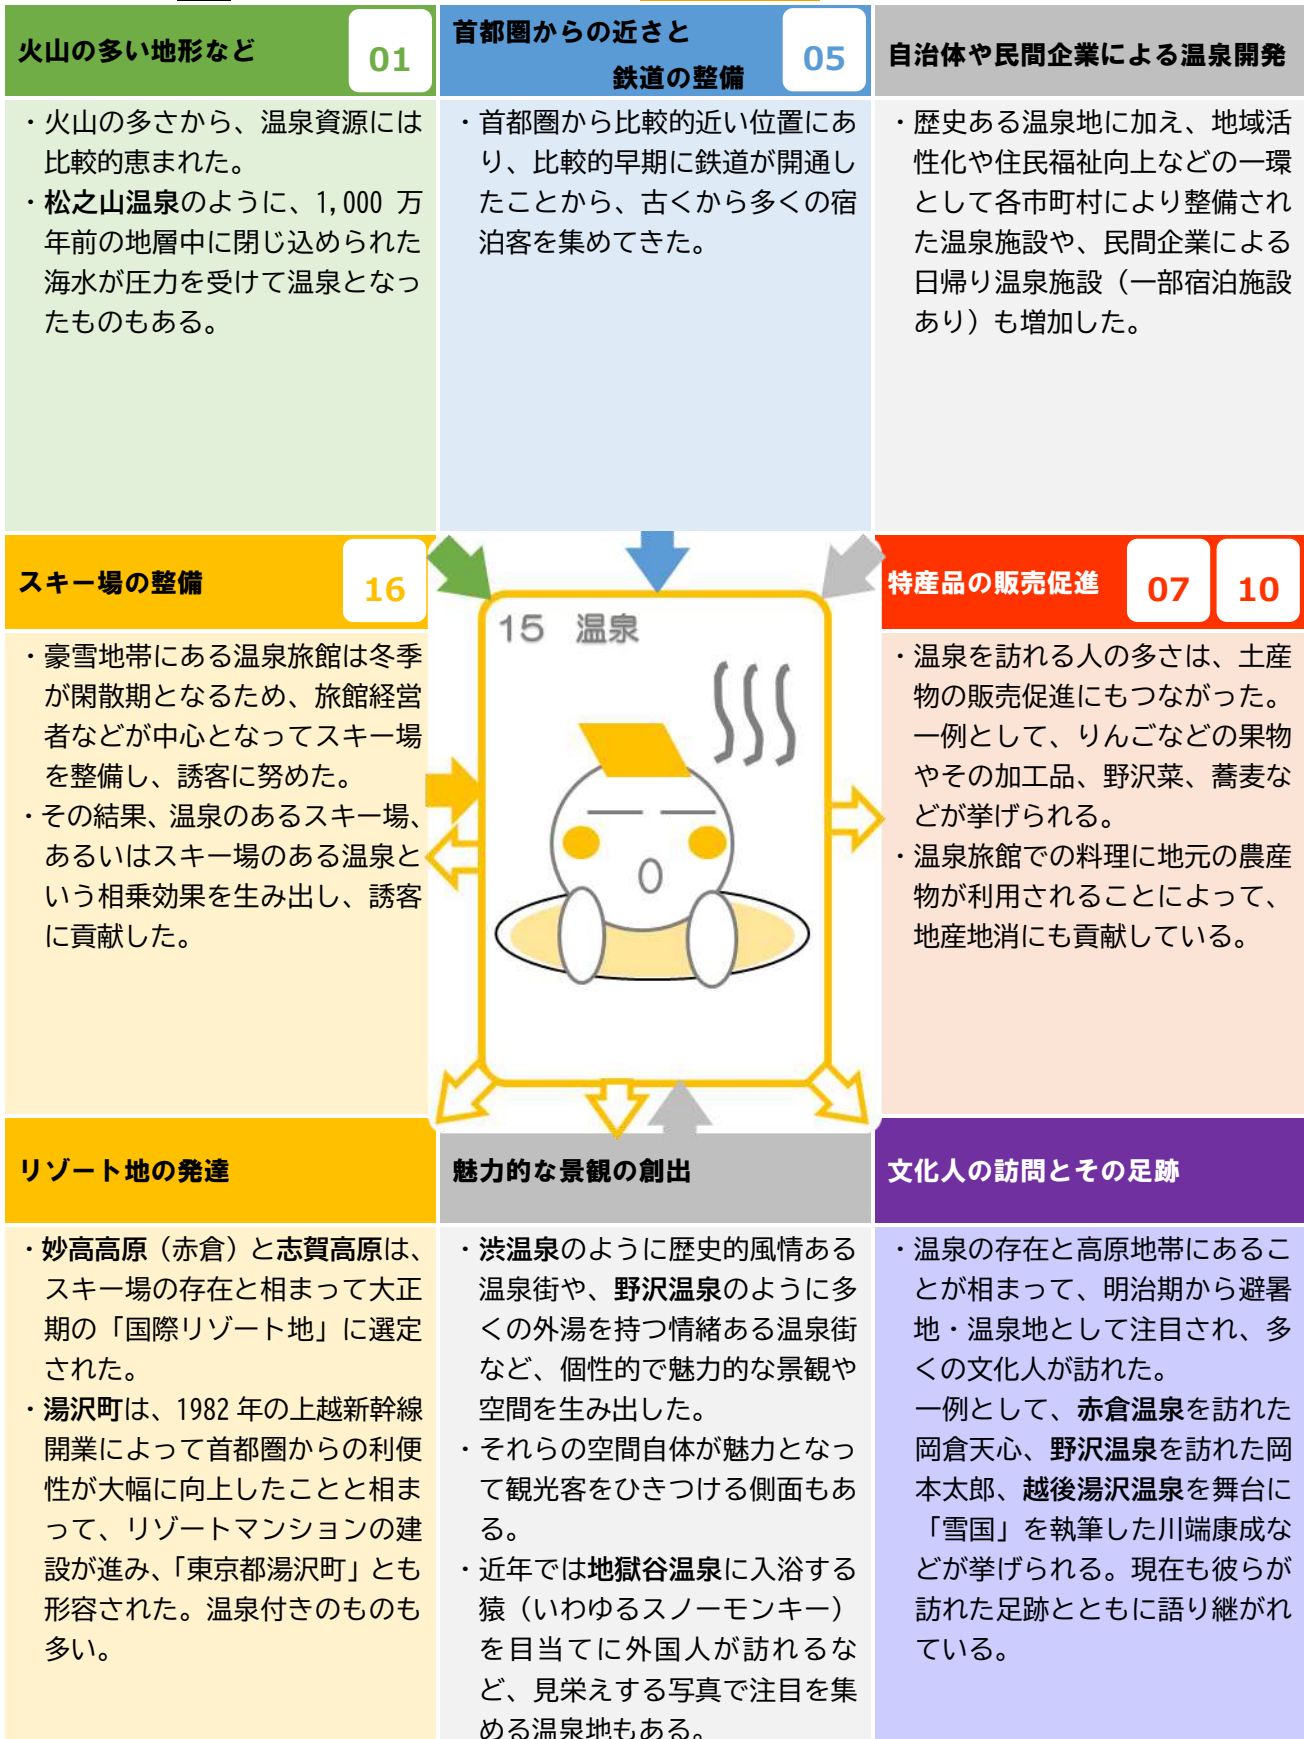 火山の多い地形など
01
・火山の多さから、温泉資源には
比較的恵まれた。
・松之山温泉のように、1,000 万
年前の地層中に閉じ込められた
海水が圧力を受けて温泉となっ
たものもある。
首都圏からの近さと
鉄道の整備
05
・首都圏から比較的近い位置にあ
り、比較的早期に鉄道が開通し
たことから、古くから多くの宿
泊客を集めてきた。
自治体や民間企業による温泉開発
・歴史ある温泉地に加え、地域活
性化や住民福祉向上などの一環
として各市町村により整備され
た温泉施設や、民間企業による
日帰り温泉施設（一部宿泊施設
あり）も増加した。
スキー場の整備
16
・豪雪地帯にある温泉旅館は冬季
が閑散期となるため、旅館経営
者などが中心となってスキー場
を整備し、誘客に努めた。
・その結果、温泉のあるスキー場、
あるいはスキー場のある温泉と
いう相乗効果を生み出し、誘客
に貢献した。
15 温泉
特産品の販売促進
07
10
・温泉を訪れる人の多さは、土産
物の販売促進にもつながった。
一例として、りんごなどの果物
やその加工品、野沢菜、蕎麦な
どが挙げられる。
・温泉旅館での料理に地元の農産
物が利用されることによって、
地産地消にも貢献している。
リゾート地の発達
・妙高高原（赤倉）と志賀高原は、
スキー場の存在と相まって大正
期の「国際リゾート地」に選定
された。
・湯沢町は、1982 年の上越新幹線
開業によって首都圏からの利便
性が大幅に向上したことと相ま
って、リゾートマンションの建
設が進み、「東京都湯沢町」とも
形容された。温泉付きのものも
多い。
魅力的な景観の創出
・渋温泉のように歴史的風情ある
温泉街や、野沢温泉のように多
くの外湯を持つ情緒ある温泉街
など、個性的で魅力的な景観や
空間を生み出した。
・それらの空間自体が魅力となっ
て観光客をひきつける側面もあ
る。
・近年では地獄谷温泉に入浴する
猿（いわゆるスノーモンキー）
を目当てに外国人が訪れるな
ど、見栄えする写真で注目を集
める温泉地もある。
文化人の訪問とその足跡
・温泉の存在と高原地帯にあるこ
とが相まって、明治期から避暑
地・温泉地として注目され、多
くの文化人が訪れた。
一例として、赤倉温泉を訪れた
岡倉天心、野沢温泉を訪れた岡
本太郎、越後湯沢温泉を舞台に
「雪国」を執筆した川端康成な
どが挙げられる。現在も彼らが
訪れた足跡とともに語り継がれ
ている。